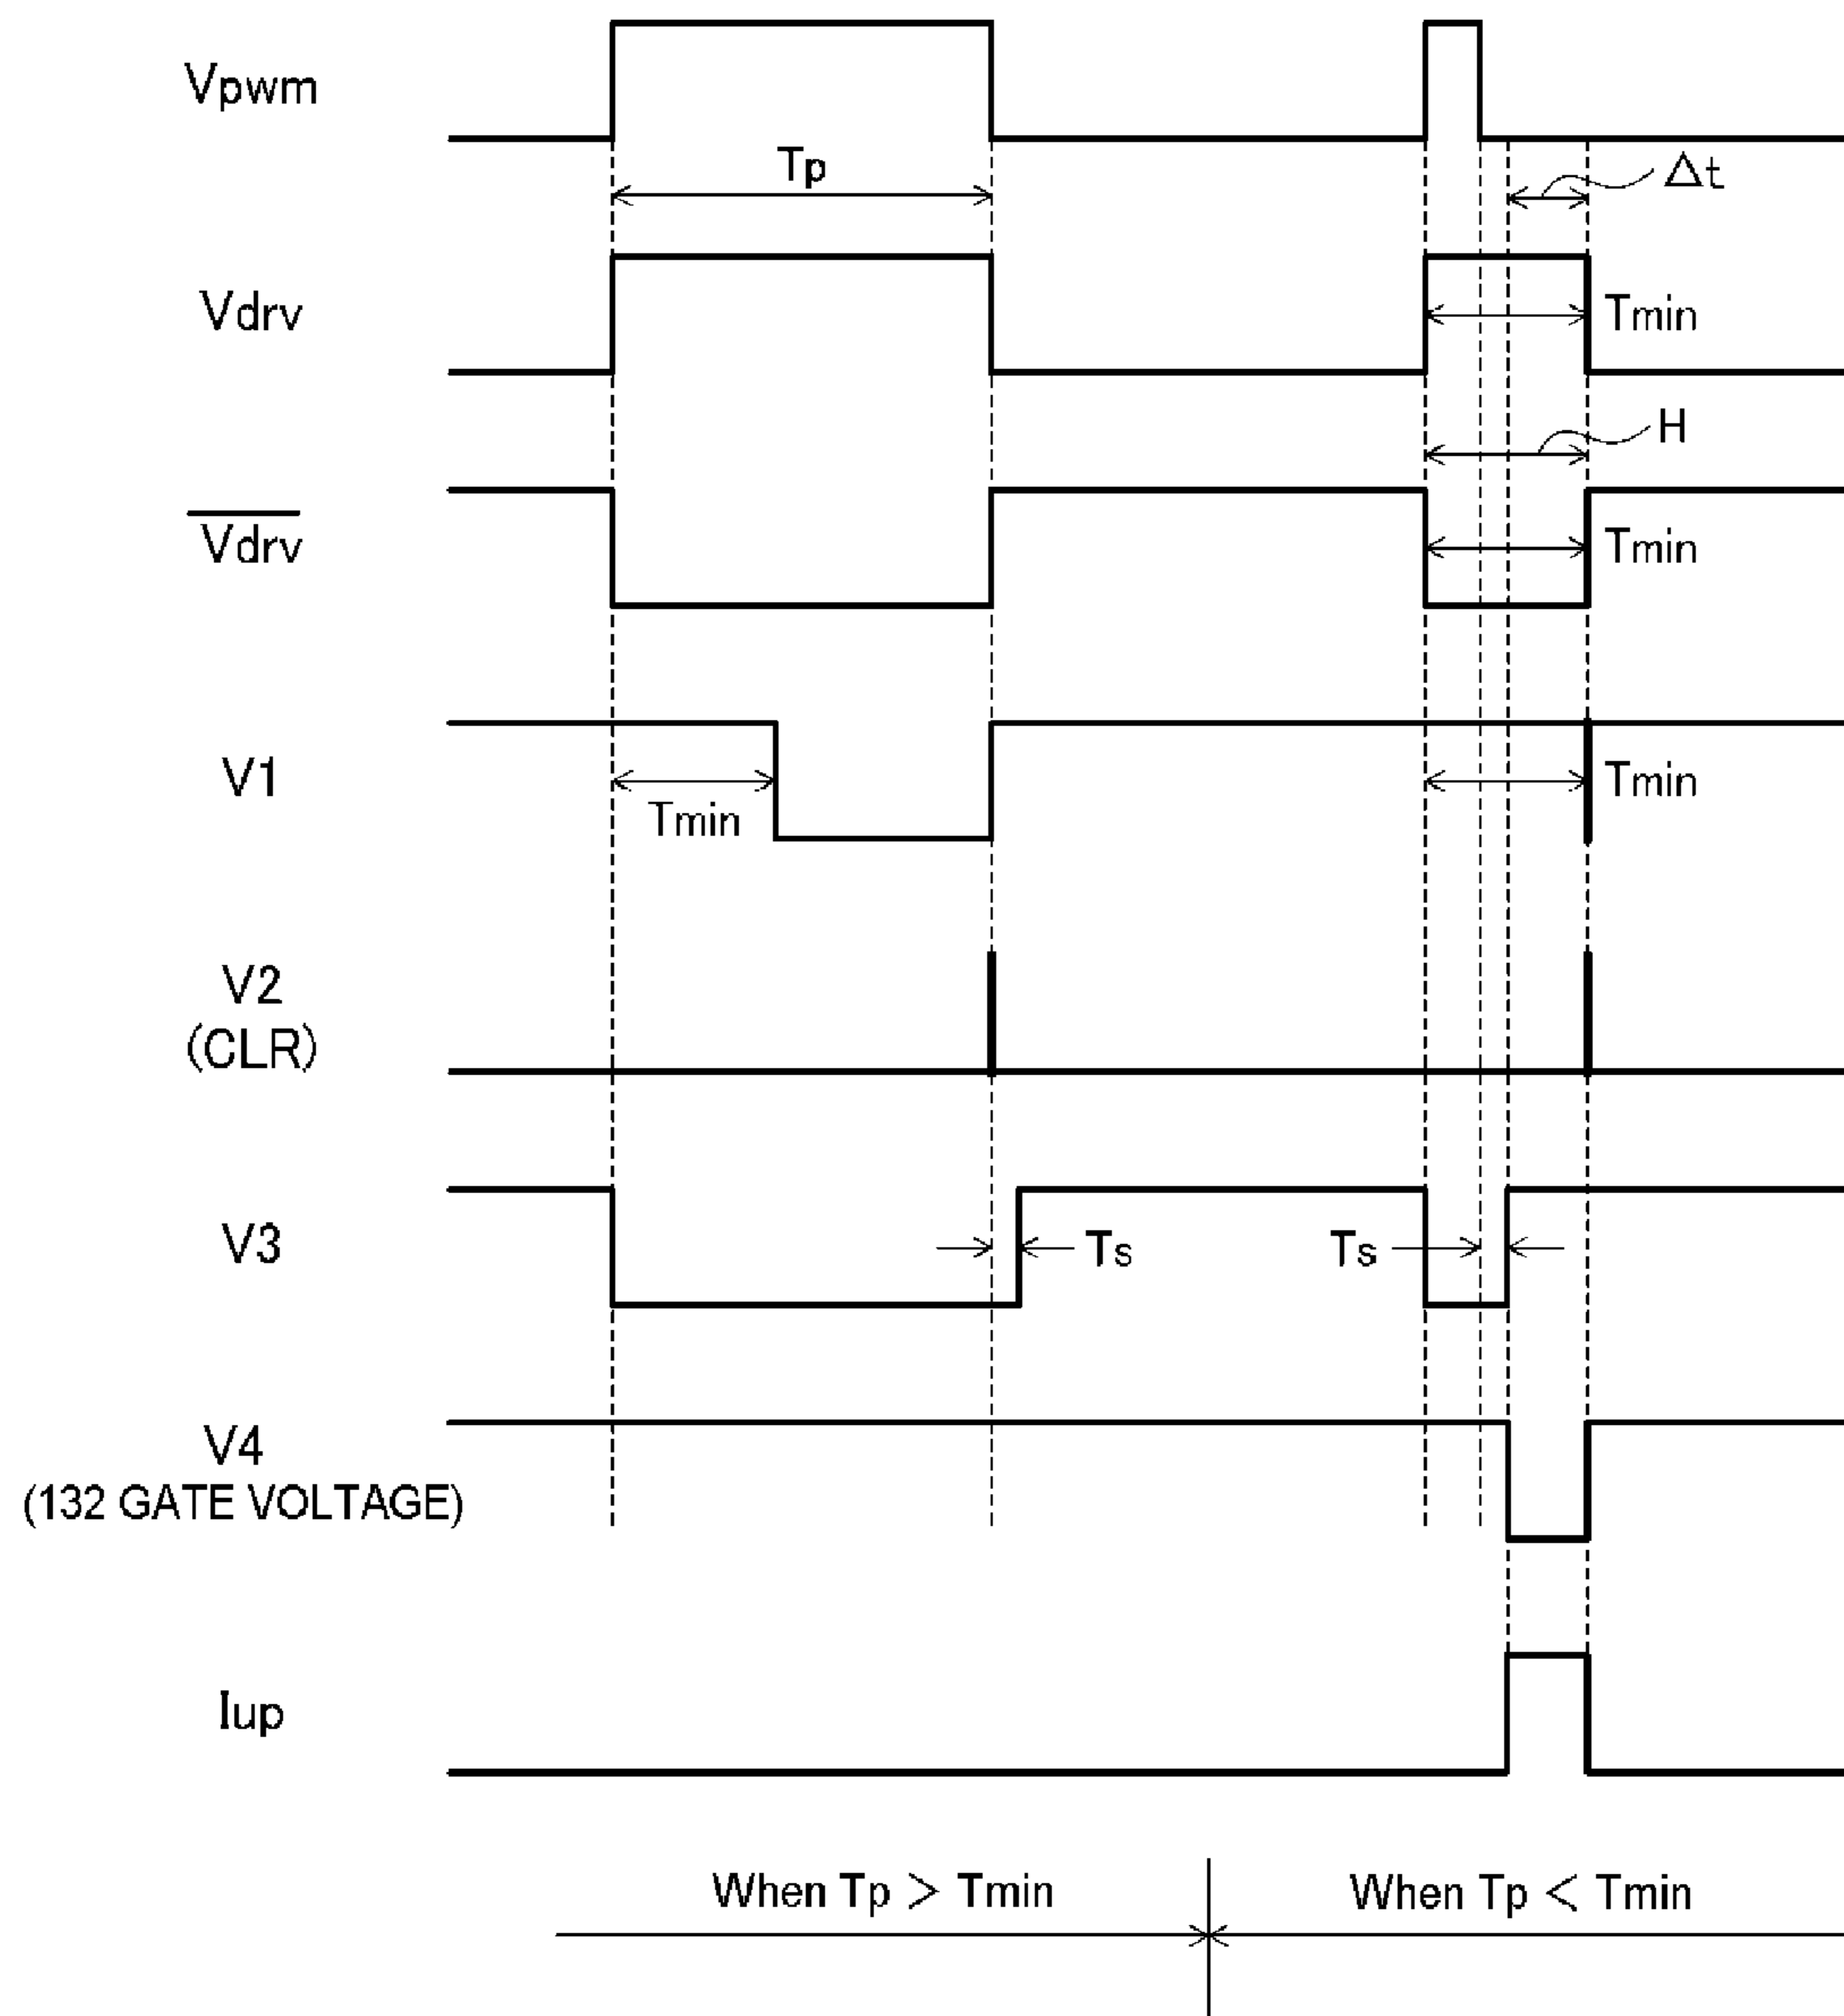 Vpwm
Tp
Δt
Vdrv
Tmin
H
V̅d̅r̅v̅
Tmin
V1
Tmin
Tmin
V2
(CLR)
V3
Ts
Ts
V4
(132 GATE VOLTAGE)
Iup
When Tp > Tmin
When Tp < Tmin